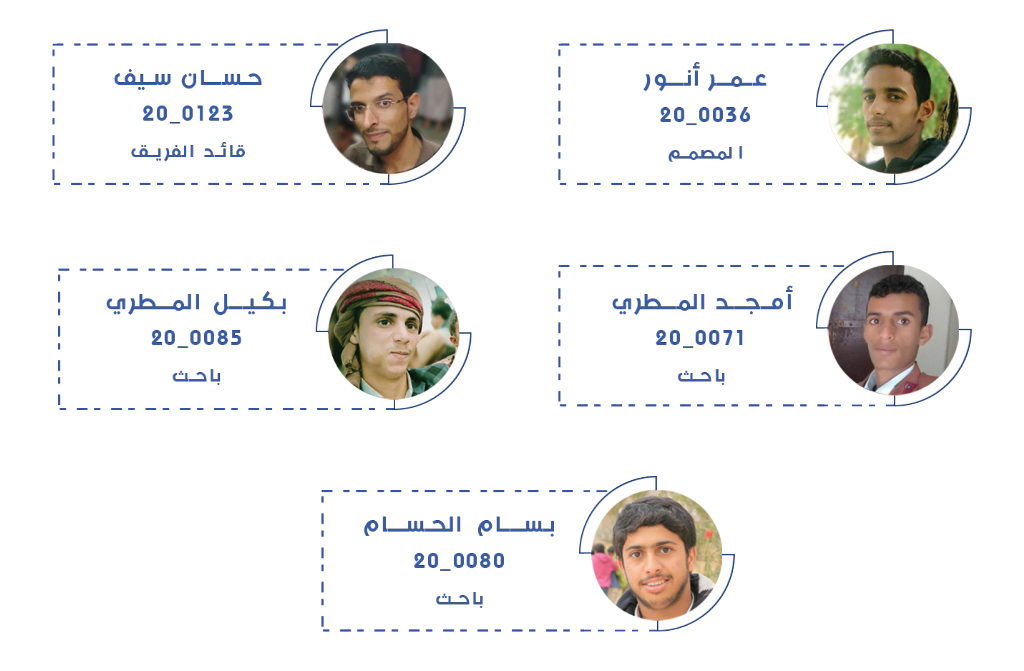 عمر أنور
20_0036
المصمم
حسان سيف
20_0123
قائد الفريق
أمجد المطري
20_0071
باحث
بكيل المطري
20_0085
باحث
بسام الحسام
20_0080
باحث